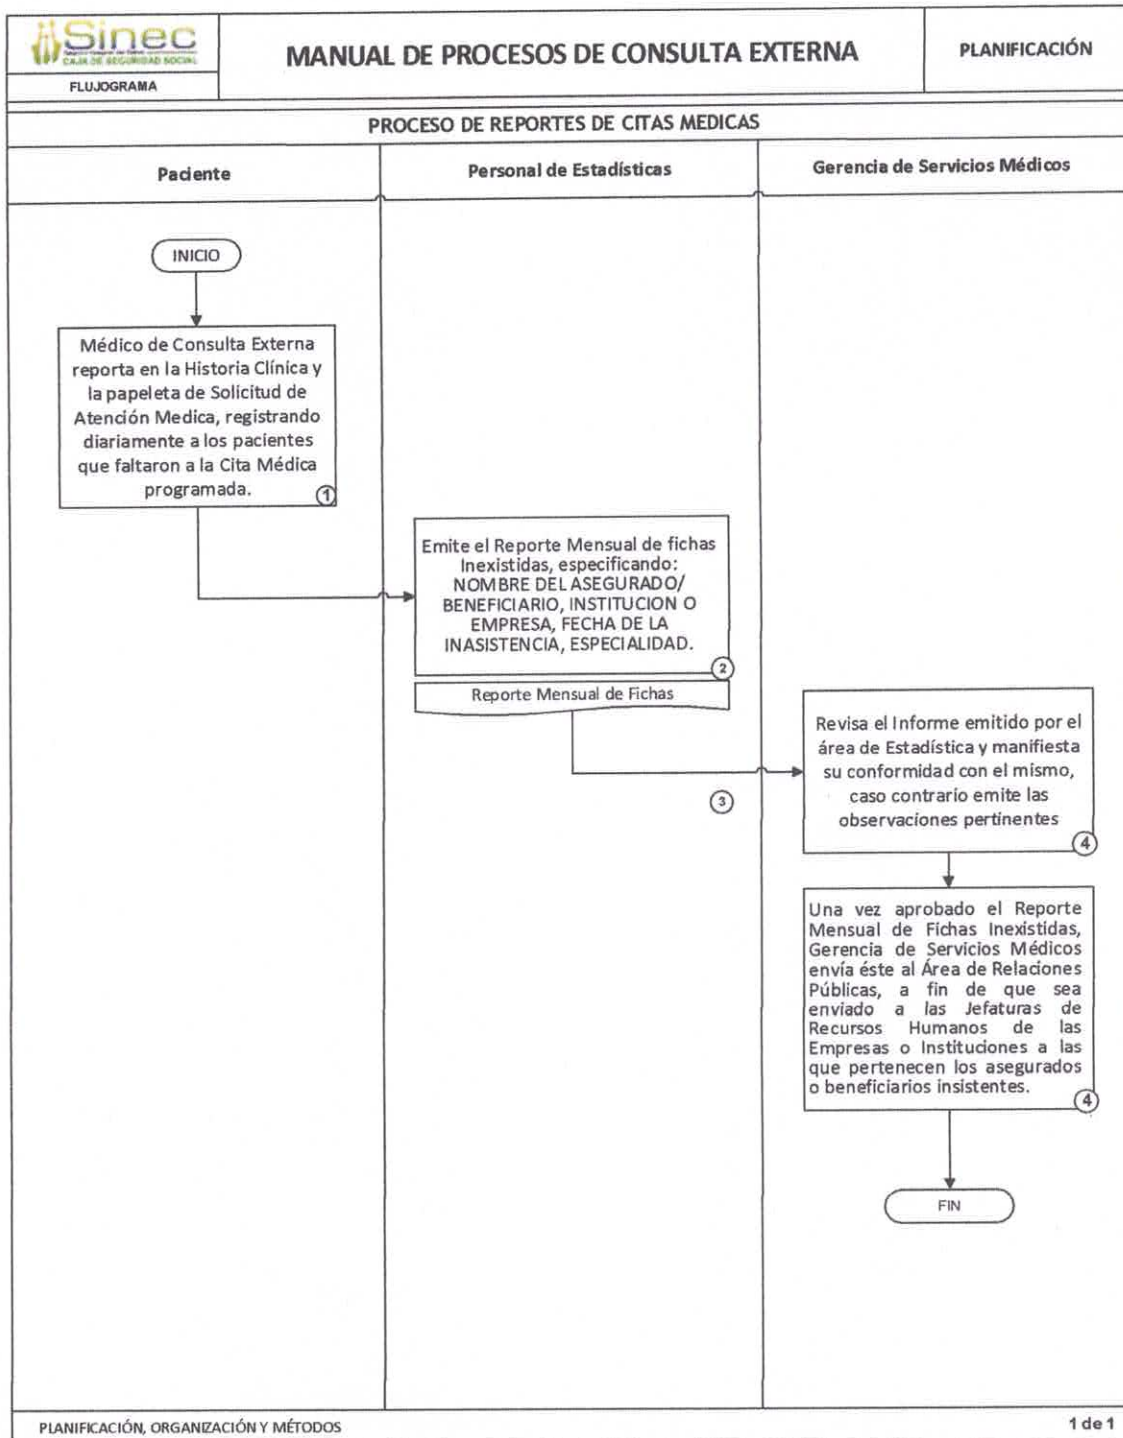 Sinec
CAJA DE SEGURIDAD SOCIAL
FLUJOGRAMA
MANUAL DE PROCESOS DE CONSULTA EXTERNA
PLANIFICACIÓN
PROCESO DE REPORTES DE CITAS MEDICAS
Paciente
Personal de Estadísticas
Gerencia de Servicios Médicos
INICIO
Médico de Consulta Externa
reporta en la Historia Clínica y
la papeleta de Solicitud de
Atención Medica, registrando
diariamente a los pacientes
que faltaron a la Cita Médica
programada.
1
Emite el Reporte Mensual de fichas
Inexistidas, especificando:
NOMBRE DEL ASEGURADO/
BENEFICIARIO, INSTITUCION O
EMPRESA, FECHA DE LA
INASISTENCIA, ESPECIALIDAD.
2
Reporte Mensual de Fichas
3
Revisa el Informe emitido por el
área de Estadística y manifiesta
su conformidad con el mismo,
caso contrario emite las
observaciones pertinentes
4
Una vez aprobado el Reporte
Mensual de Fichas Inexistidas,
Gerencia de Servicios Médicos
envía éste al Área de Relaciones
Públicas, a fin de que sea
enviado a las Jefaturas de
Recursos Humanos de las
Empresas o Instituciones a las
que pertenecen los asegurados
o beneficiarios insistentes.
4
FIN
PLANIFICACIÓN, ORGANIZACIÓN Y MÉTODOS
1 de 1